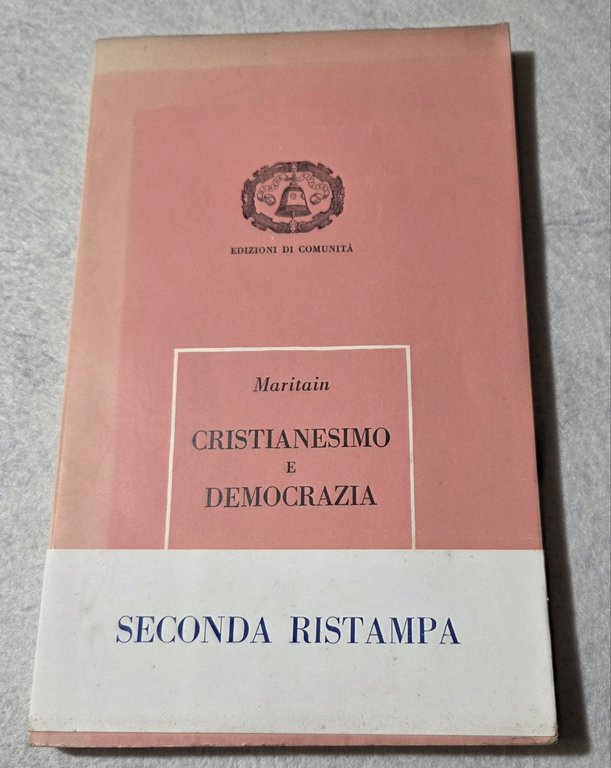 EDIZIONI DI COMUNITÀ
Maritain
CRISTIANESIMO
E
DEMOCRAZIA
SECONDA RISTAMPA